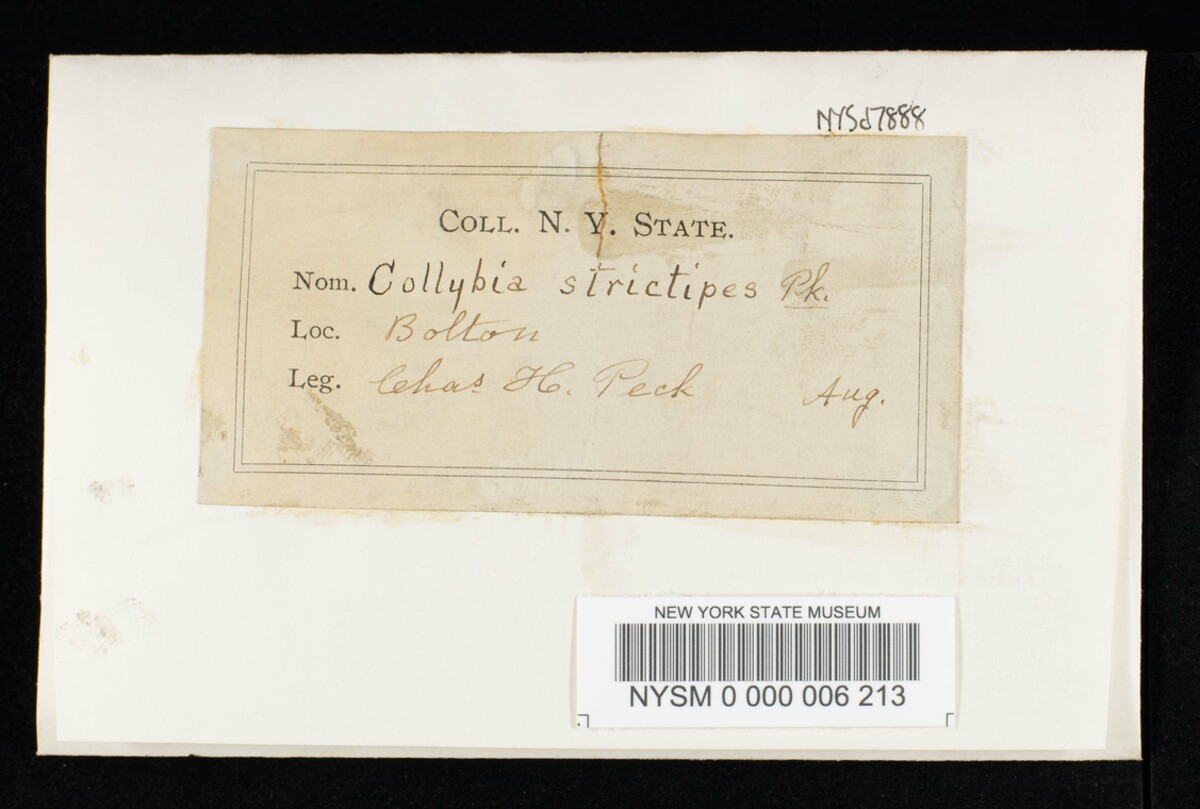 NYSd7888
COLL. N. Y. STATE.
Nom. Collybia strictipes Pk.
Loc. Bolton
Leg. Chas H. Peck Aug.
NEW YORK STATE MUSEUM
NYSM 0 000 006 213